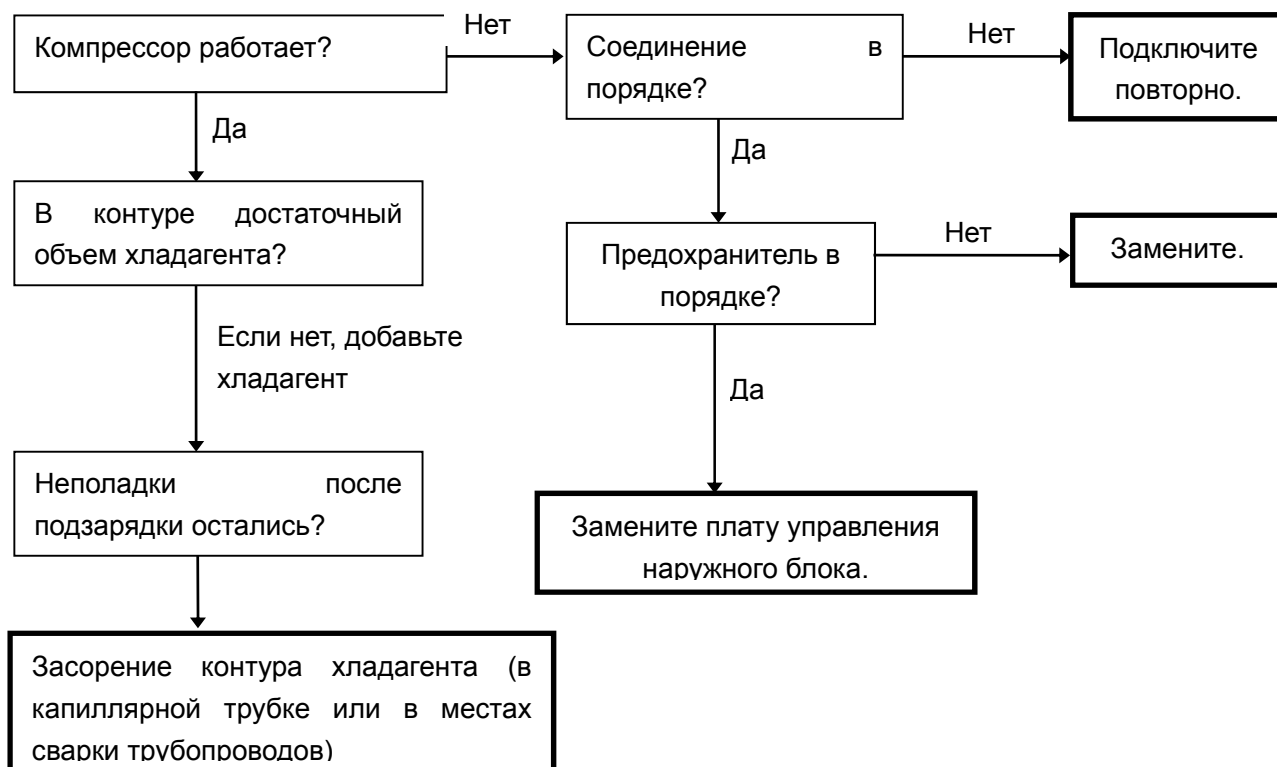 Компрессор работает?
Нет
Соединение в
порядке?
Нет
Подключите
повторно.
Да
Да
В контуре достаточный
объем хладагента?
Предохранитель в
порядке?
Нет
Замените.
Если нет, добавьте
хладагент
Да
Неполадки после
подзарядки остались?
Замените плату управления
наружного блока.
Засорение контура хладагента (в
капиллярной трубке или в местах
сварки трубопроводов)